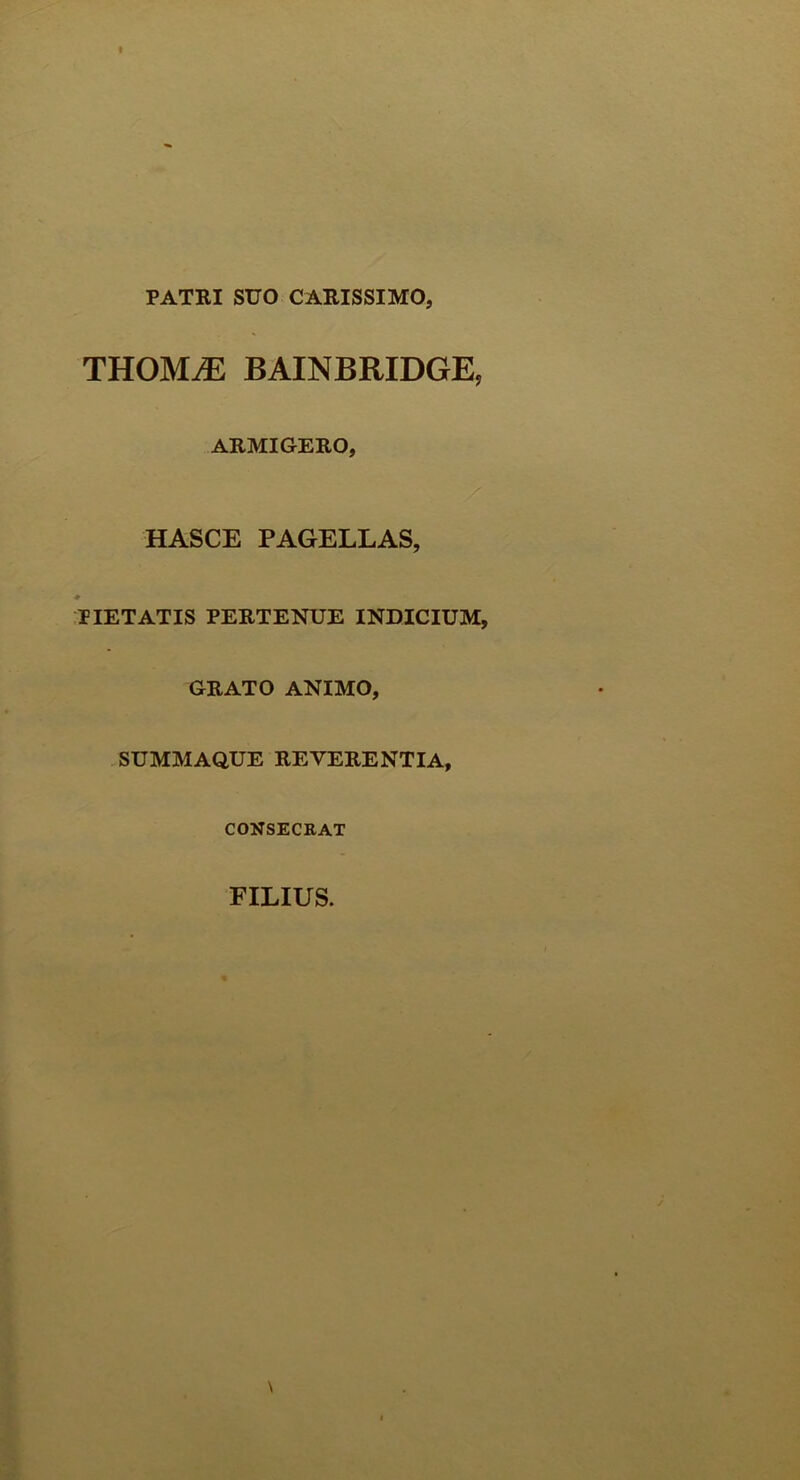 PATRI SUO CARISSIMO,
THOMÆ BAINBRIDGE,
ARMIGERO,
HASCE PAGELLAS,
PIETATIS PERTENUE INDICIUM,
GRATO ANIMO,
SUMMAQUE REVERENTIA,
CONSECRAT
FILIUS.